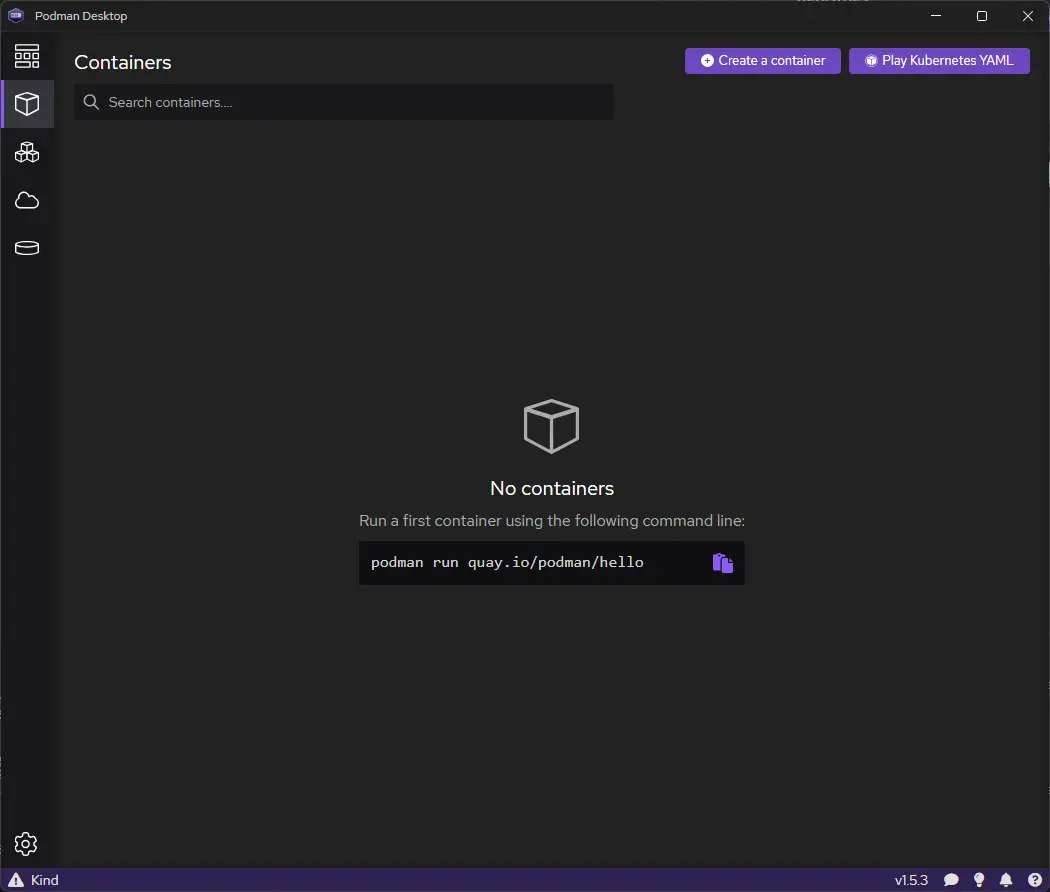 Podman Desktop
Containers
Create a container
Play Kubernetes YAML
Search containers....
No containers
Run a first container using the following command line:
podman run quay.io/podman/hello
Kind
v1.5.3